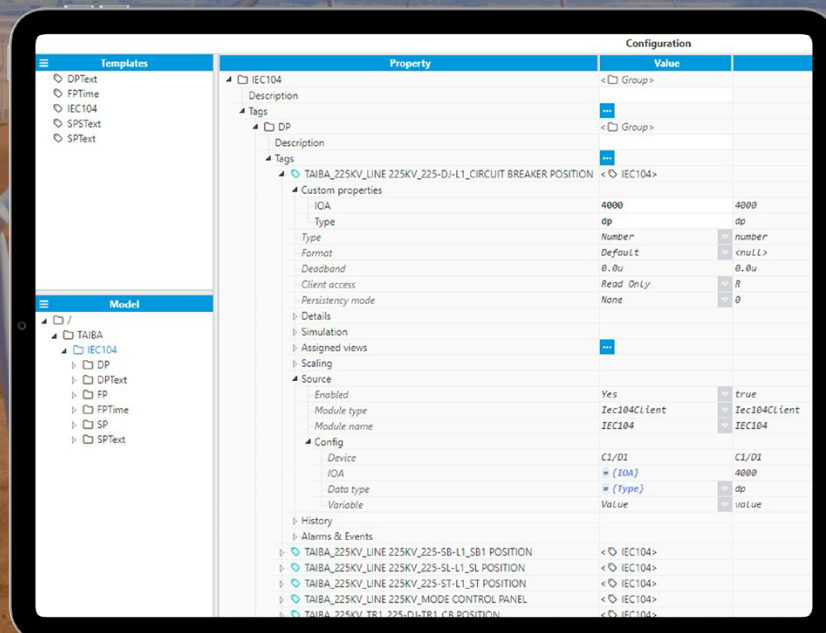 Configuration
Templates
DPText
FPTime
IEC104
SPSText
SPText
Model
/
TAIBA
IEC104
DP
DPText
FP
FPTime
SP
SPText
Property Value
IEC104 < Group>
Description
Tags ...
DP < Group>
Description
Tags ...
TAIBA_225KV_LINE 225KV_225-DJ-L1_CIRCUIT BREAKER POSITION < IEC104>
Custom properties
IOA 4000 4000
Type dp dp
Type Number number
Format Default <null>
Deadband 0.0u 0.0u
Client access Read Only R
Persistency mode None 0
Details
Simulation
Assigned views ...
Scaling
Source
Enabled Yes true
Module type Iec104Client Iec104Client
Module name IEC104 IEC104
Config
Device C1/D1 C1/D1
IOA = {IOA} 4000
Data type = {Type} dp
Variable Value value
History
Alarms & Events
TAIBA_225KV_LINE 225KV_225-SB-L1_SB1 POSITION < IEC104>
TAIBA_225KV_LINE 225KV_225-SL-L1_SL POSITION < IEC104>
TAIBA_225KV_LINE 225KV_225-ST-L1_ST POSITION < IEC104>
TAIBA_225KV_LINE 225KV_MODE CONTROL PANEL < IEC104>
TAIBA_225KV_TR1_225-DJ-TR1_CB POSITION < IEC104>